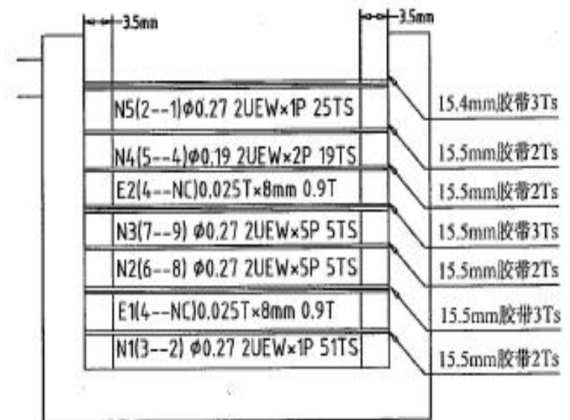 3.5mm
3.5mm
15.4mm胶带3Ts
N5(2--1)Φ0.27 2UEW×1P 25TS
15.5mm胶带2Ts
N4(5--4)Φ0.19 2UEW×2P 19TS
15.5mm胶带2Ts
E2(4--NC)0.025T×8mm 0.9T
15.5mm胶带3Ts
N3(7--9) Φ0.27 2UEW×5P 5TS
15.5mm胶带2Ts
N2(6--8) Φ0.27 2UEW×5P 5TS
15.5mm胶带3Ts
E1(4--NC)0.025T×8mm 0.9T
15.5mm胶带2Ts
N1(3--2) Φ0.27 2UEW×1P 51TS